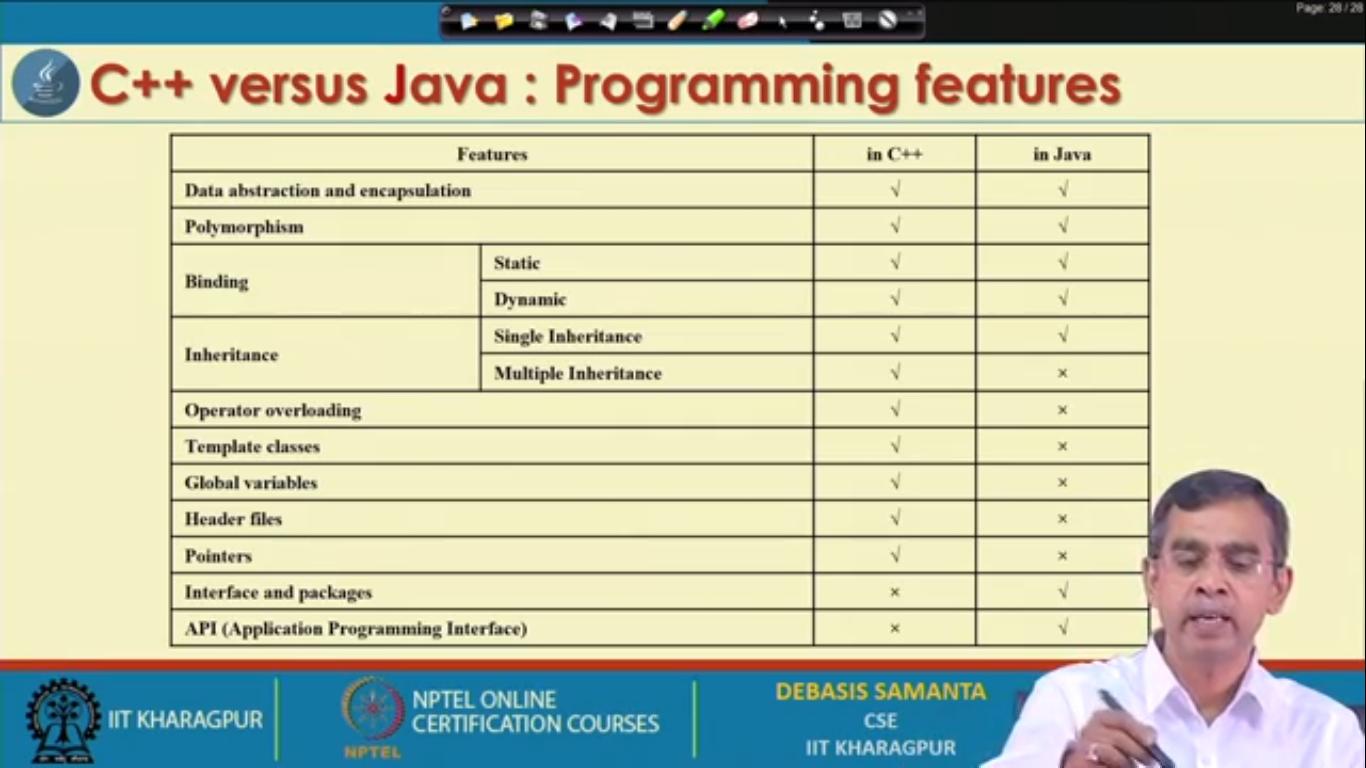 Page: 28 / 28
C++ versus Java : Programming features
Features in C++ in Java
Data abstraction and encapsulation √ √
Polymorphism √ √
Binding Static √ √
Dynamic √ √
Inheritance Single Inheritance √ √
Multiple Inheritance √ ×
Operator overloading √ ×
Template classes √ ×
Global variables √ ×
Header files √ ×
Pointers √ ×
Interface and packages × √
API (Application Programming Interface) × √
IIT KHARAGPUR
NPTEL
NPTEL ONLINE
CERTIFICATION COURSES
DEBASIS SAMANTA
CSE
IIT KHARAGPUR